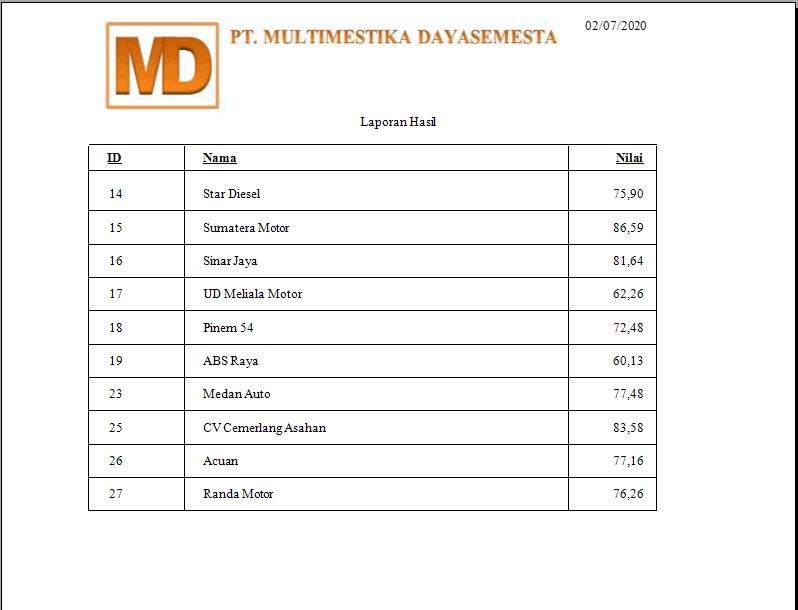 MD
PT. MULTIMESTIKA DAYASEMESTA
02/07/2020
Laporan Hasil
ID Nama Nilai
14 Star Diesel 75,90
15 Sumatera Motor 86,59
16 Sinar Jaya 81,64
17 UD Meliala Motor 62,26
18 Pinem 54 72,48
19 ABS Raya 60,13
23 Medan Auto 77,48
25 CV Cemerlang Asahan 83,58
26 Acuan 77,16
27 Randa Motor 76,26